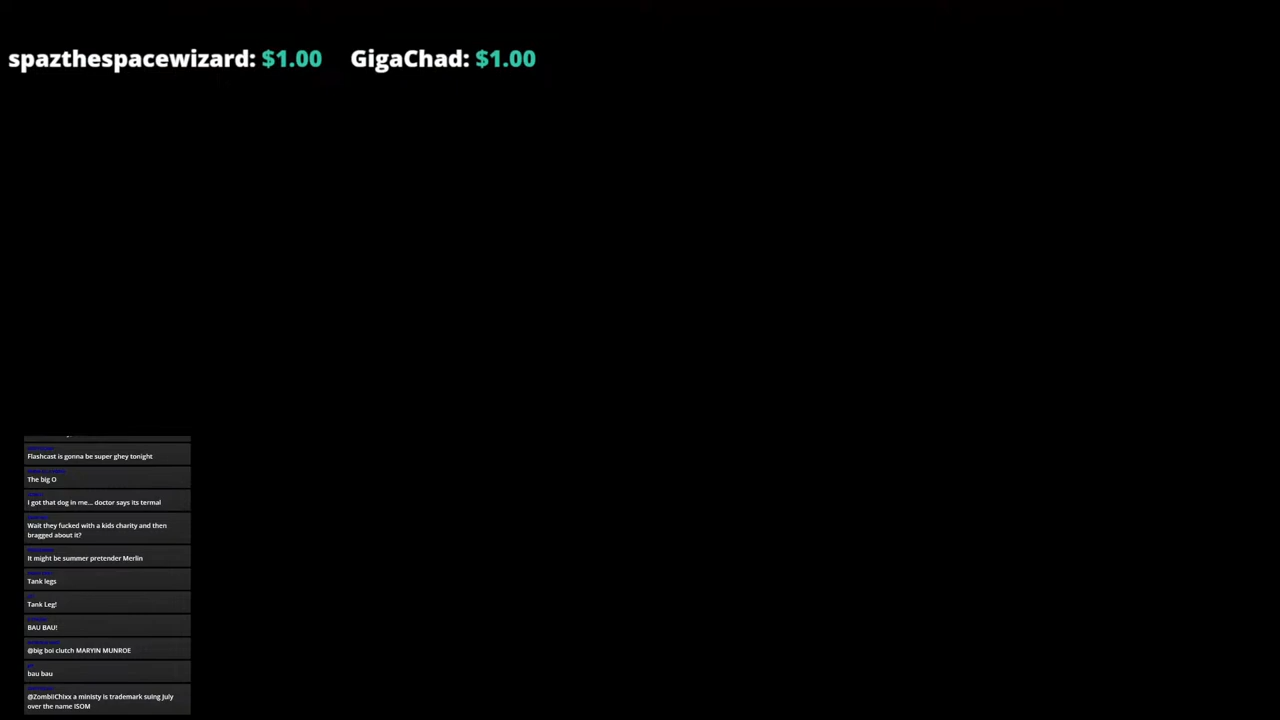 spazthespacewizard: $1.00 GigaChad: $1.00
Flashcast is gonna be super ghey tonight
The big O
I got that dog in me... doctor says its termal
Wait they fucked with a kids charity and then
bragged about it?
It might be summer pretender Merlin
Tank legs
Tank Leg!
BAU BAU!
@big boi clutch MARYIN MUNROE
bau bau
@ZombiiChixx a ministy is trademark suing July
over the name ISOM